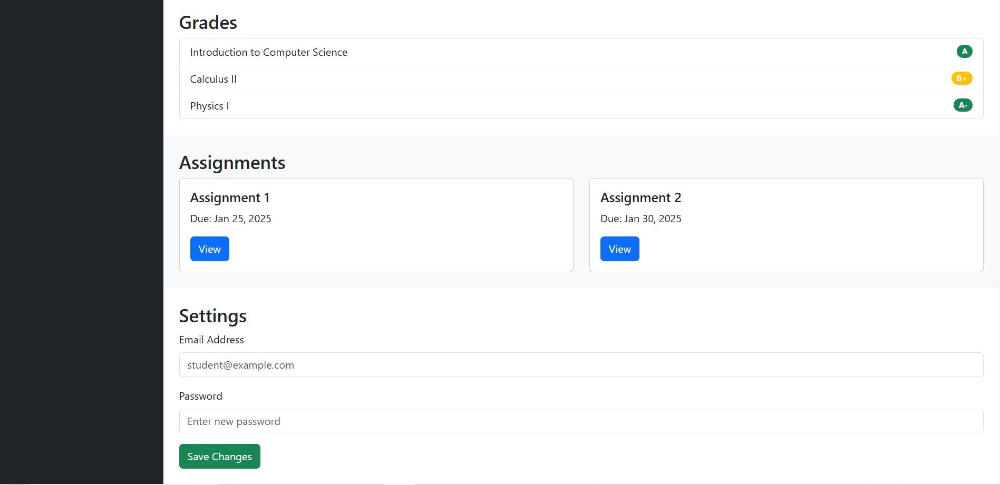 Grades
Introduction to Computer Science A
Calculus II B+
Physics I A-
Assignments
Assignment 1
Due: Jan 25, 2025
View
Assignment 2
Due: Jan 30, 2025
View
Settings
Email Address
student@example.com
Password
Enter new password
Save Changes